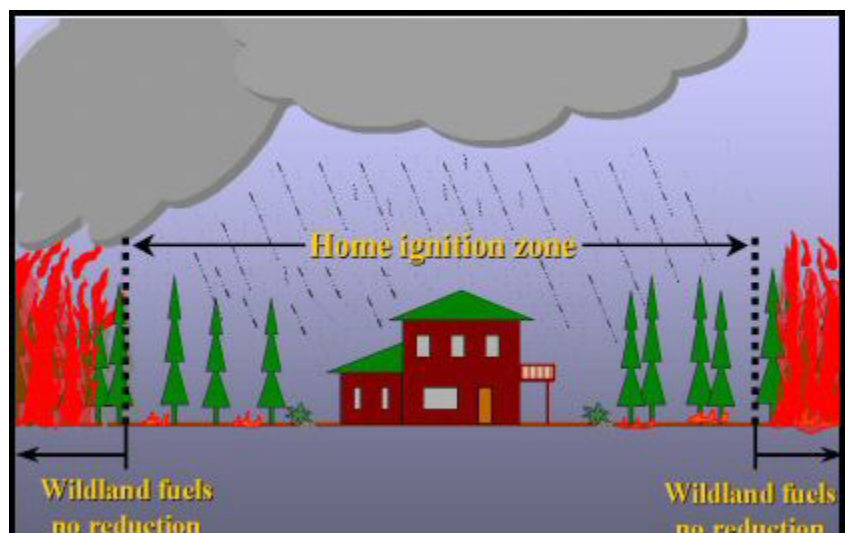 Home ignition zone
Wildland fuels
no reduction
Wildland fuels
no reduction